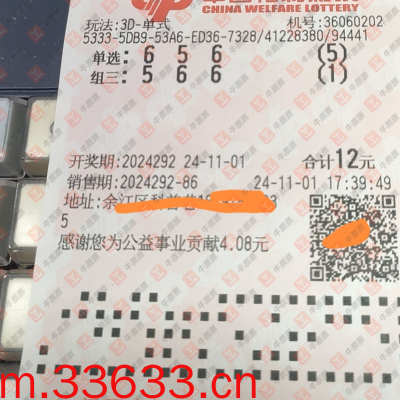 CHINA WELFARE LOTTERY
玩法:3D-单式 机号:36060202
5333-5DB9-53A6-ED36-7328/41228380/94441
单选: 6 5 6 (5)
组三: 5 6 6 (1)
开奖期:2024292 24-11-01 合计12元
销售期:2024292-86 24-11-01 17:39:49
地址:余江区
5
感谢您为公益事业贡献4.08元
m.33633.cn